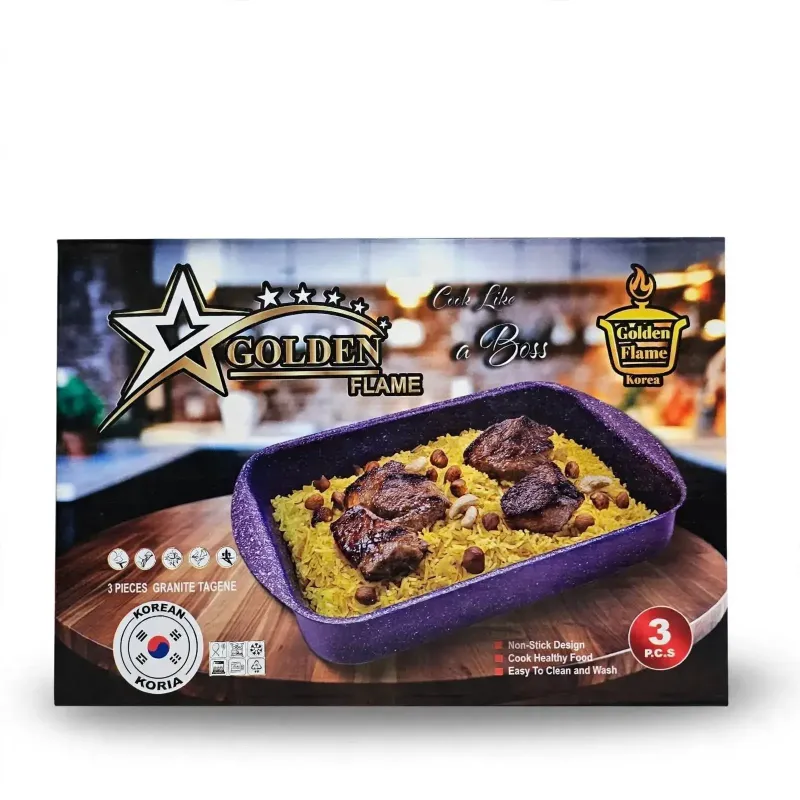 Cook Like
a Boss
GOLDEN
FLAME
Golden
Flame
Korea
3 PIECES GRANITE TAGENE
KOREAN
KORIA
Non-Stick Design
Cook Healthy Food
Easy To Clean and Wash
3
P.C.S